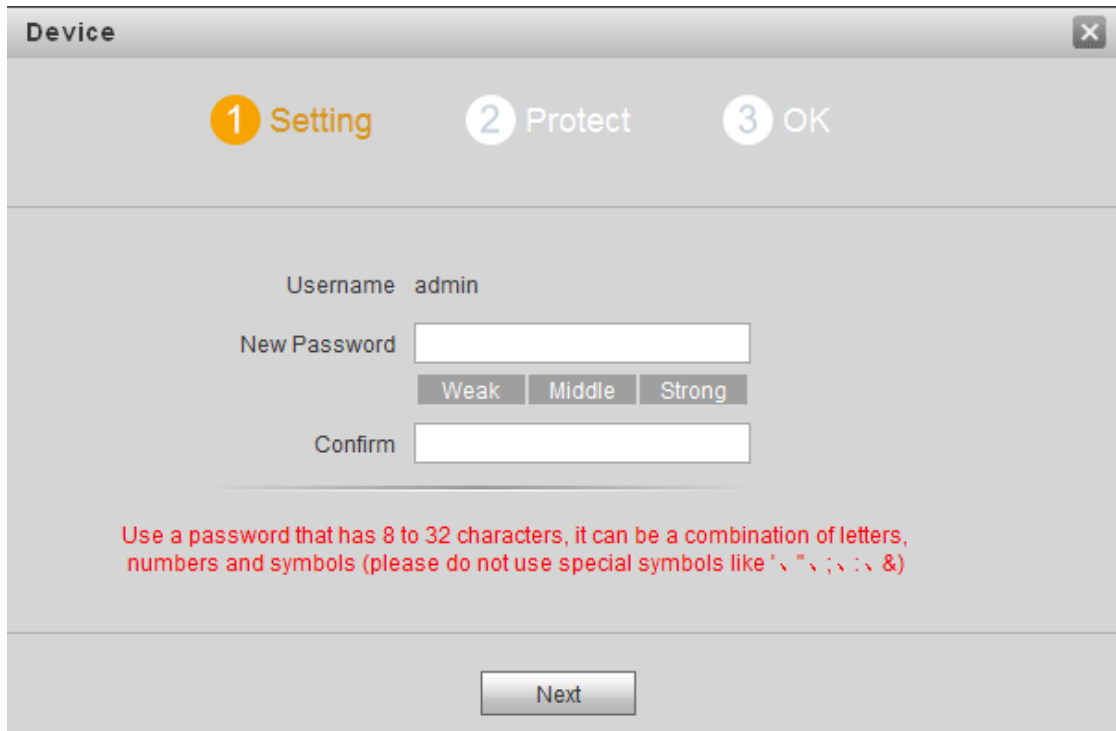 Device
1 Setting 2 Protect 3 OK
Username admin
New Password
Weak Middle Strong
Confirm
Use a password that has 8 to 32 characters, it can be a combination of letters,
numbers and symbols (please do not use special symbols like '、"、;、:、&)
Next